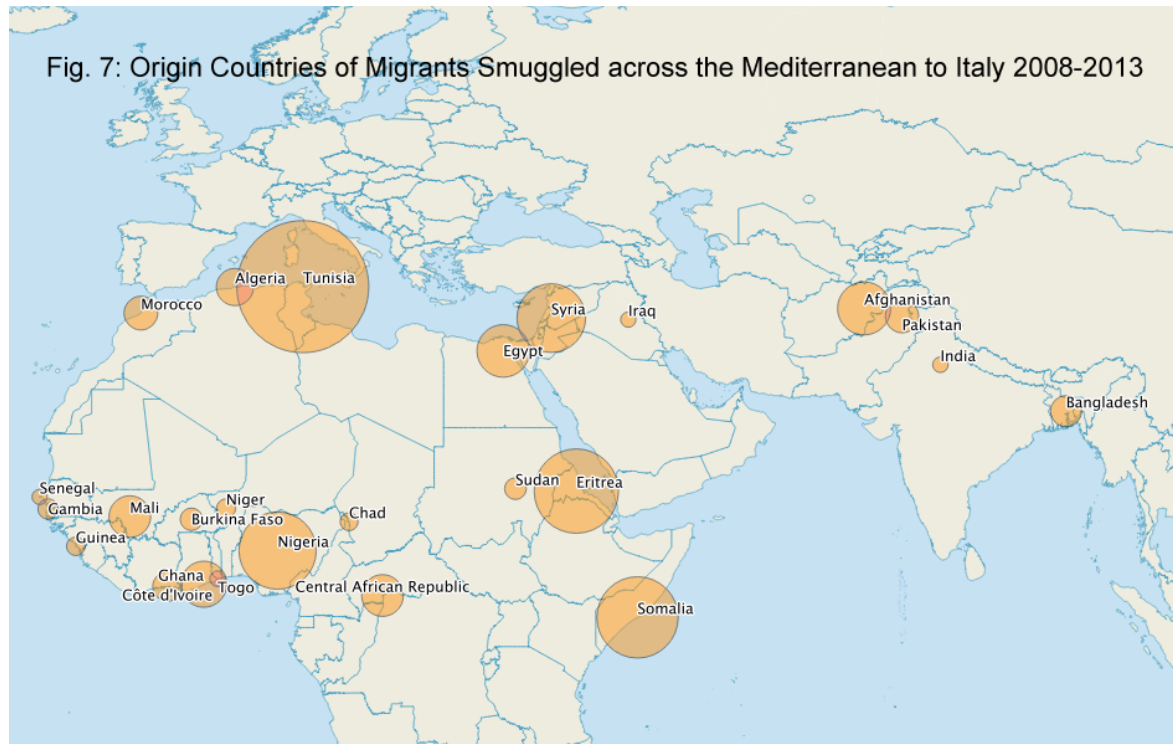 Fig. 7: Origin Countries of Migrants Smuggled across the Mediterranean to Italy 2008-2013
Algeria
Tunisia
Morocco
Syria
Iraq
Afghanistan
Pakistan
Egypt
India
Bangladesh
Senegal
Gambia
Mali
Niger
Burkina Faso
Chad
Sudan
Eritrea
Guinea
Nigeria
Ghana
Togo
Côte d'Ivoire
Central African Republic
Somalia